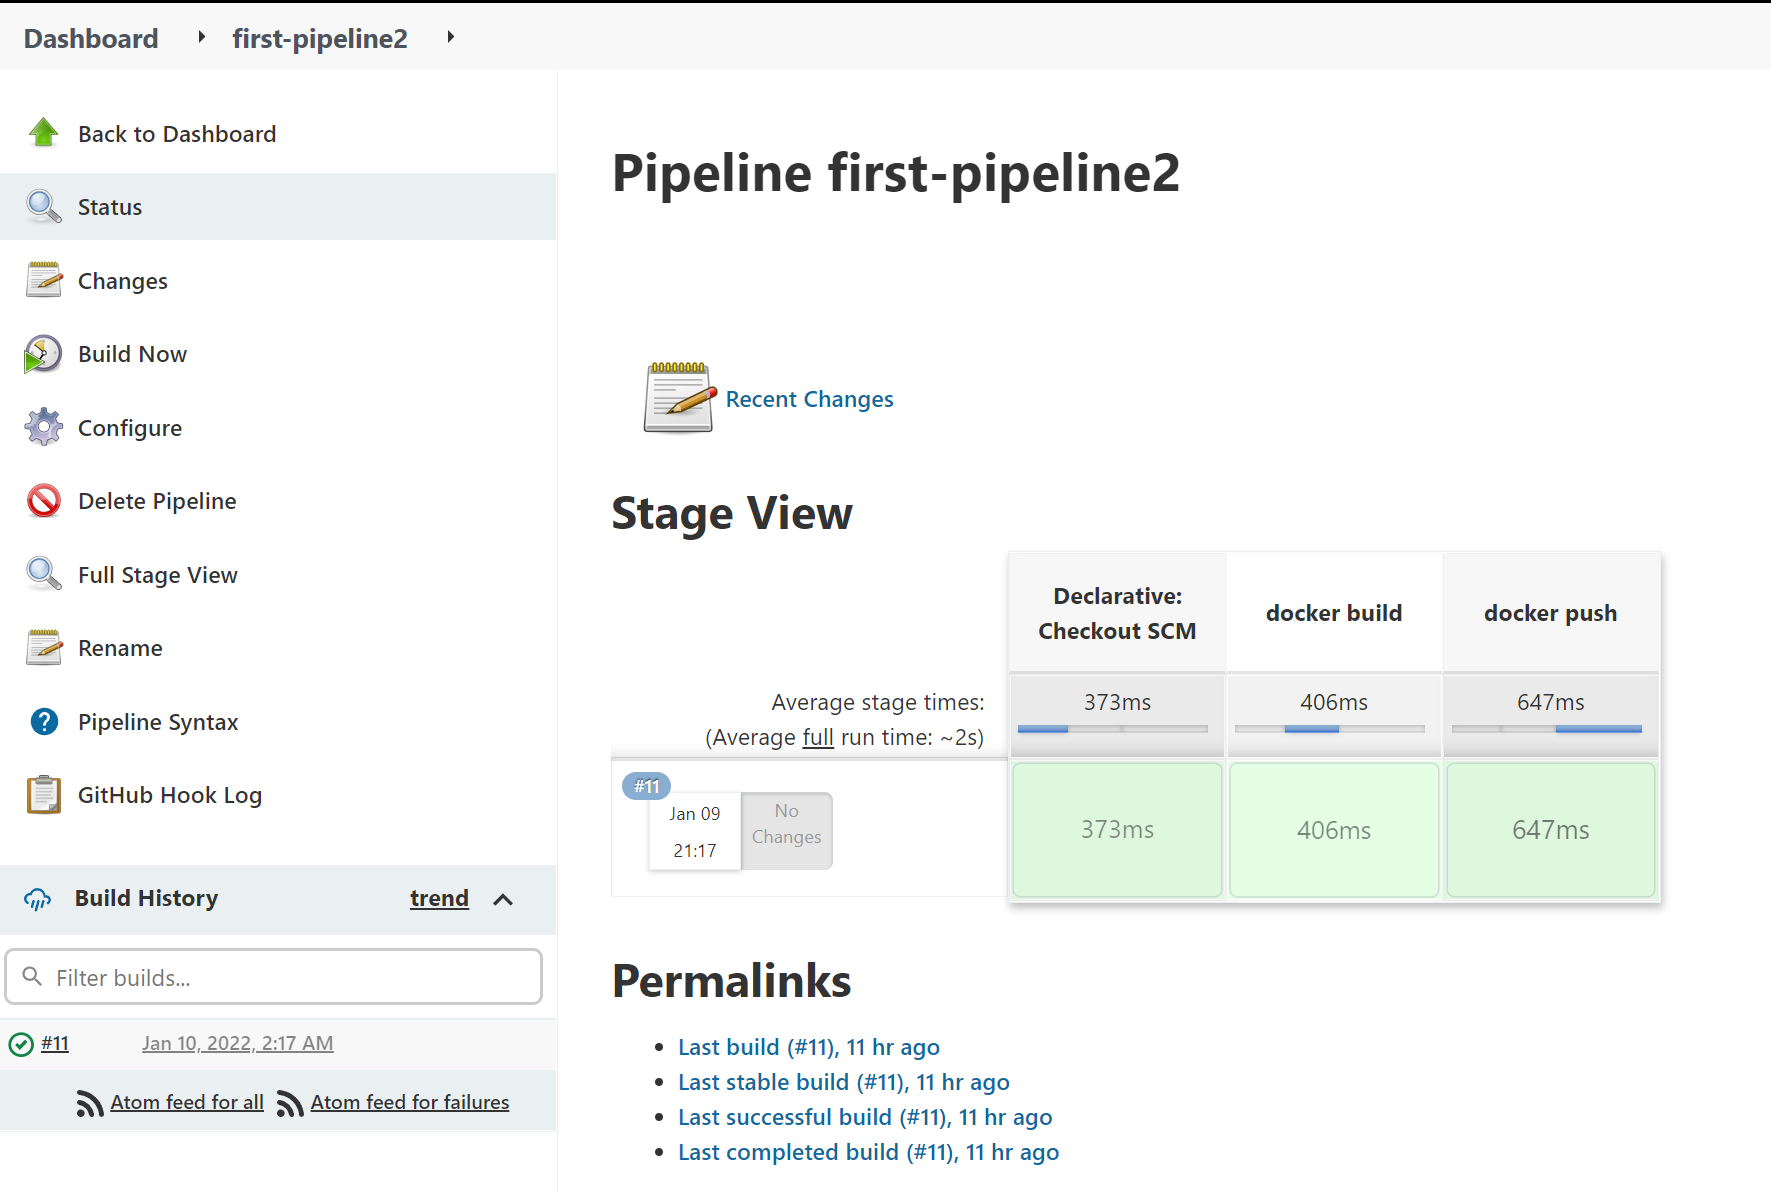 Dashboard
first-pipeline2
Back to Dashboard
Status
Changes
Build Now
Configure
Delete Pipeline
Full Stage View
Rename
Pipeline Syntax
GitHub Hook Log
Build History
trend
Filter builds...
#11
Jan 10, 2022, 2:17 AM
Atom feed for all
Atom feed for failures
Pipeline first-pipeline2
Recent Changes
Stage View
Declarative:
Checkout SCM
docker build
docker push
Average stage times:
(Average full run time: ~2s)
373ms
406ms
647ms
#11
Jan 09
21:17
No
Changes
373ms
406ms
647ms
Permalinks
Last build (#11), 11 hr ago
Last stable build (#11), 11 hr ago
Last successful build (#11), 11 hr ago
Last completed build (#11), 11 hr ago